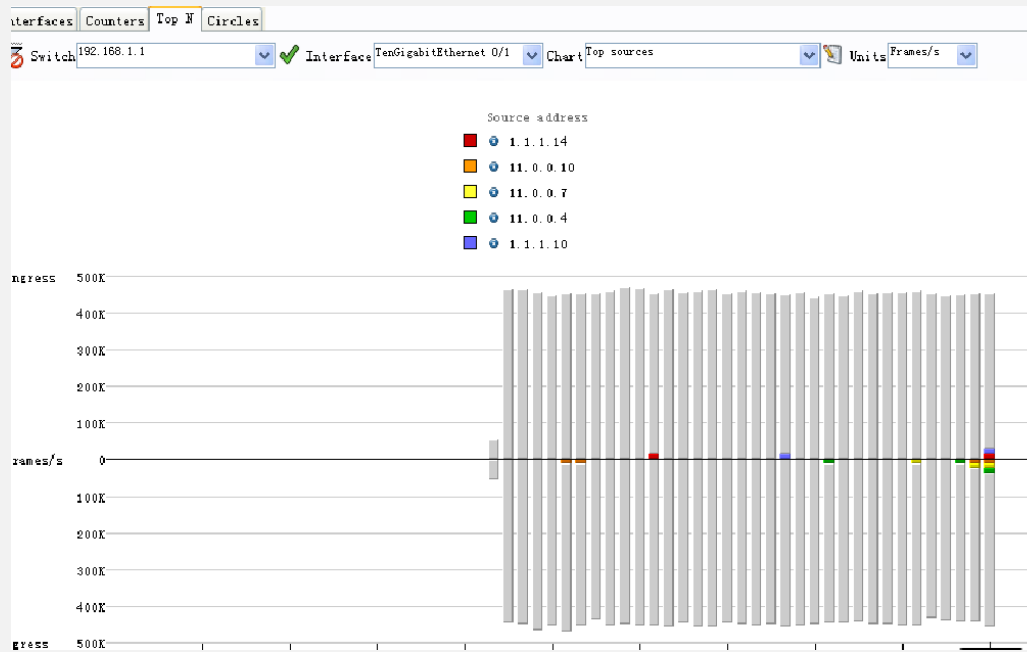 nterfaces Counters Top N Circles
Switch 192.168.1.1 Interface TenGigabitEthernet 0/1 Chart Top sources Units Frames/s
Source address
1.1.1.14
11.0.0.10
11.0.0.7
11.0.0.4
1.1.1.10
ngress 500K
400K
300K
200K
100K
rames/s 0
100K
200K
300K
400K
gress 500K